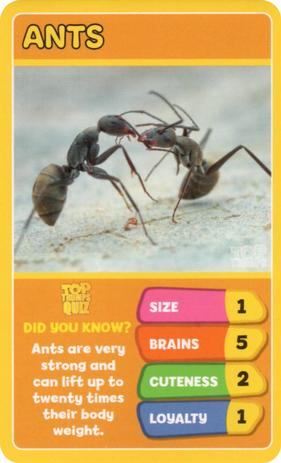 ANTS
TOP
TRUMPS
QUIZ
DID YOU KNOW?
Ants are very
strong and
can lift up to
twenty times
their body
weight.
SIZE 1
BRAINS 5
CUTENESS 2
LOYALTY 1